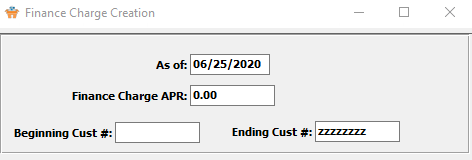 Finance Charge Creation
As of: 06/25/2020
Finance Charge APR: 0.00
Beginning Cust #: Ending Cust #: zzzzzzzz